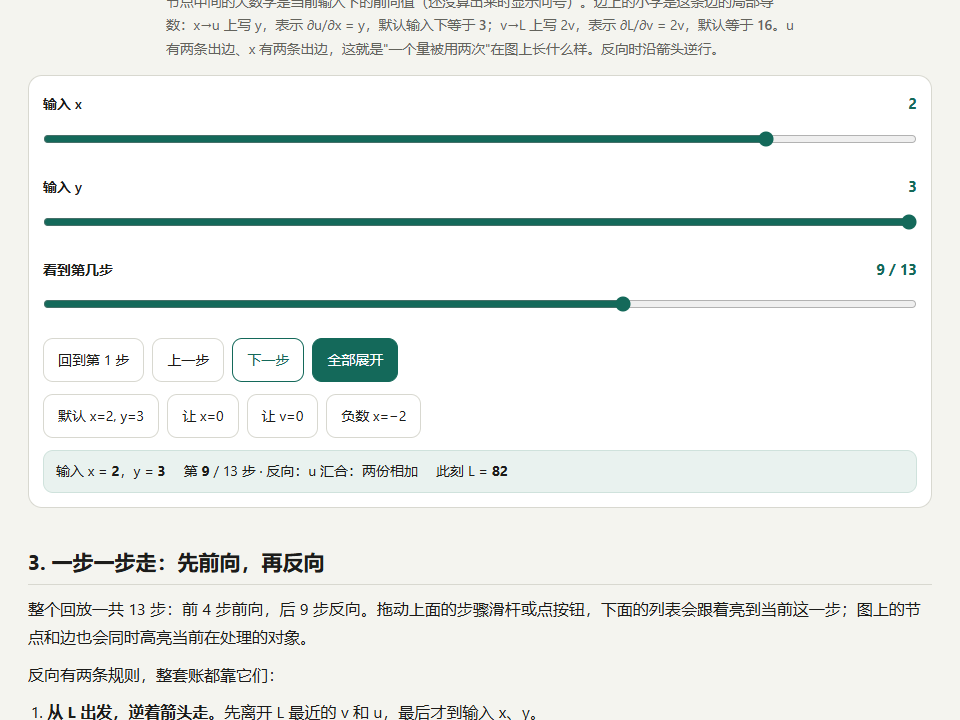 节点中间的大数字是当前输入下的前向值（还没算出来时显示问号）。边上的小字是这条边的局部导
数：x→u 上写 y，表示 ∂u/∂x = y，默认输入下等于 3；v→L 上写 2v，表示 ∂L/∂v = 2v，默认等于 16。u
有两条出边、x 有两条出边，这就是"一个量被用两次"在图上长什么样。反向时沿箭头逆行。
输入 x 2
输入 y 3
看到第几步 9 / 13
回到第 1 步 上一步 下一步 全部展开
默认 x=2, y=3 让 x=0 让 v=0 负数 x=−2
输入 x = 2，y = 3 第 9 / 13 步 · 反向：u 汇合：两份相加 此刻 L = 82
3. 一步一步走：先前向，再反向
整个回放一共 13 步：前 4 步前向，后 9 步反向。拖动上面的步骤滑杆或点按钮，下面的列表会跟着亮到当前这一步；图上的节
点和边也会同时高亮当前在处理的对象。
反向有两条规则，整套账都靠它们：
1. 从 L 出发，逆着箭头走。先离开 L 最近的 v 和 u，最后才到输入 x、y。